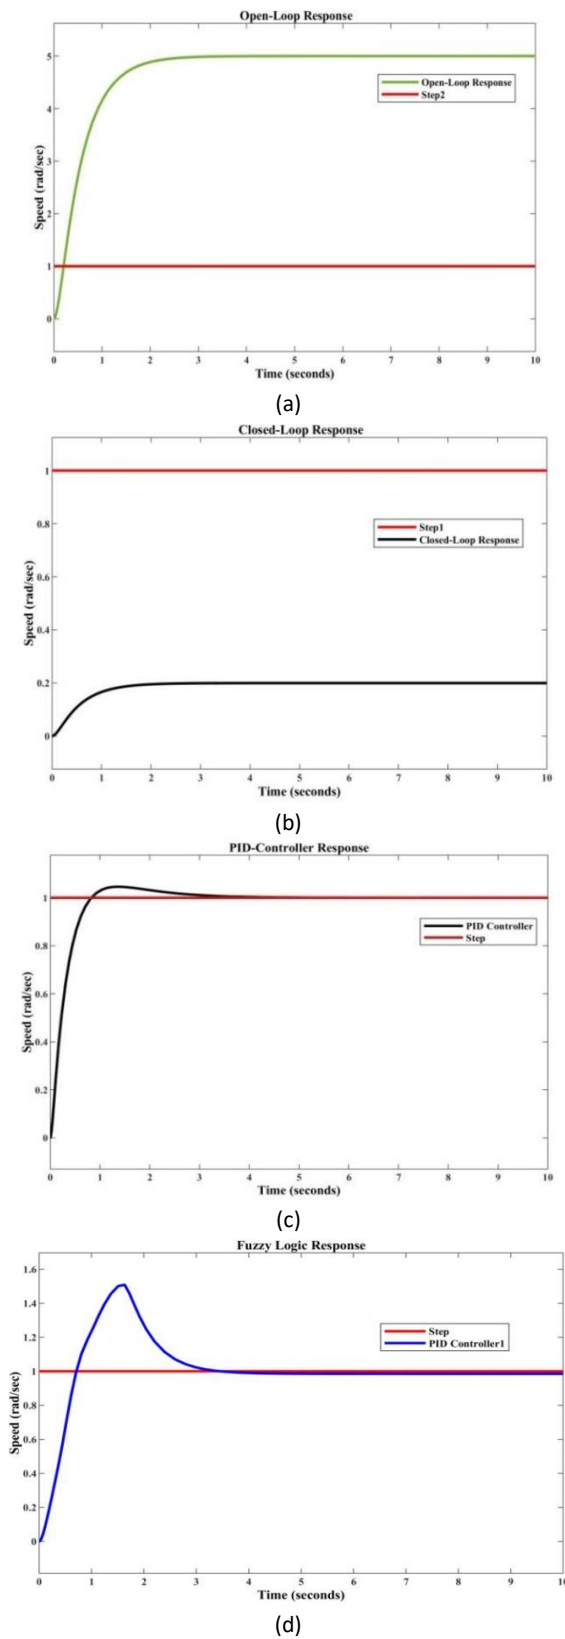 Open-Loop Response
Speed (rad/sec)
5
4
3
2
1
0
Open-Loop Response
Step2
0 1 2 3 4 5 6 7 8 9 10
Time (seconds)
(a)
Closed-Loop Response
Speed (rad/sec)
1
0.8
0.6
0.4
0.2
0
Step1
Closed-Loop Response
0 1 2 3 4 5 6 7 8 9 10
Time (seconds)
(b)
PID-Controller Response
Speed (rad/sec)
1
0.8
0.6
0.4
0.2
0
PID Controller
Step
0 1 2 3 4 5 6 7 8 9 10
Time (seconds)
(c)
Fuzzy Logic Response
Speed (rad/sec)
1.6
1.4
1.2
1
0.8
0.6
0.4
0.2
0
Step
PID Controller1
0 1 2 3 4 5 6 7 8 9 10
Time (seconds)
(d)